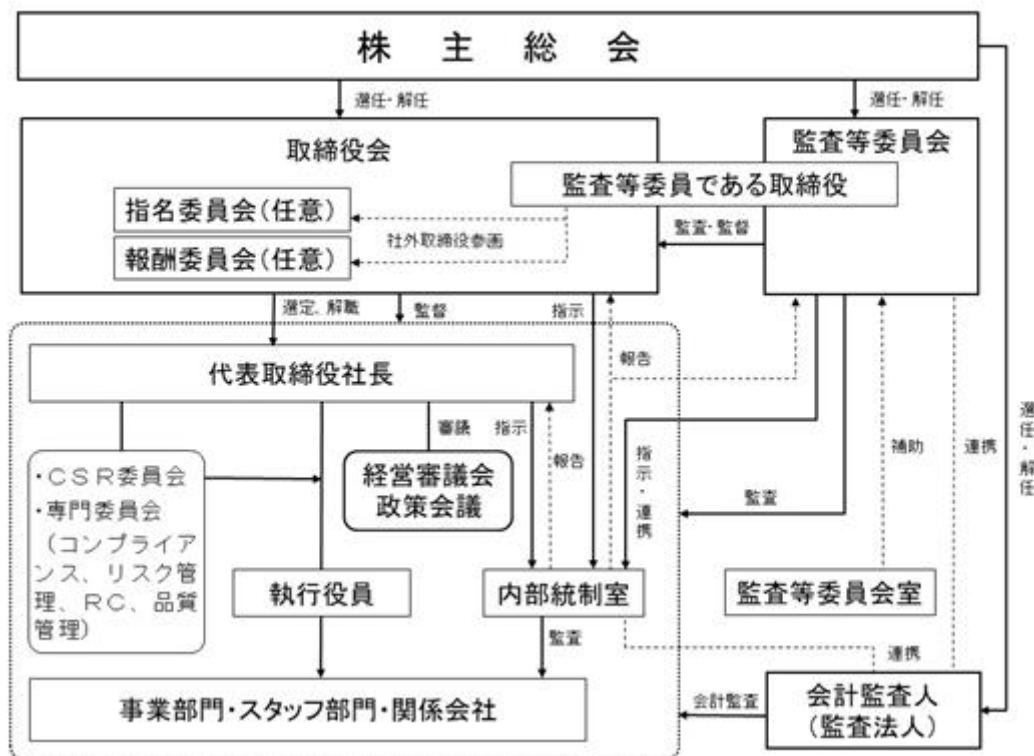 株主総会
選任・解任
選任・解任
取締役会
監査等委員会
監査等委員である取締役
指名委員会(任意)
社外取締役参画
監査・監督
報酬委員会(任意)
選定、解職
監督
指示
代表取締役社長
報告
審議
指示
・CSR委員会
・専門委員会
(コンプライア
ンス、リスク管
理、RC、品質
管理)
経営審議会
政策会議
報告
指示・連携
監査
補助
連携
選任・解任
執行役員
内部統制室
監査等委員会室
監査
連携
事業部門・スタッフ部門・関係会社
会計監査
会計監査人
(監査法人)